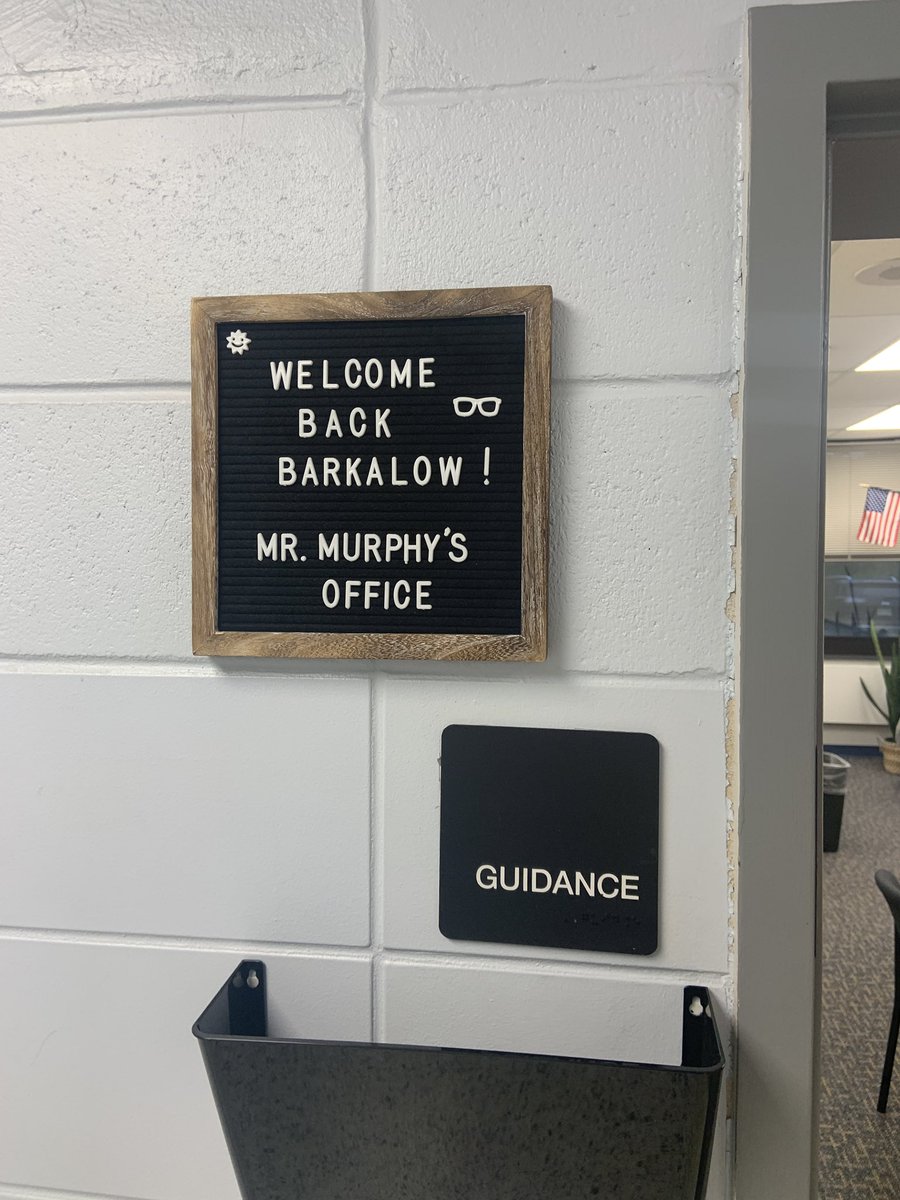 WELCOME
BACK
BARKALOW !
MR. MURPHY'S
OFFICE
GUIDANCE